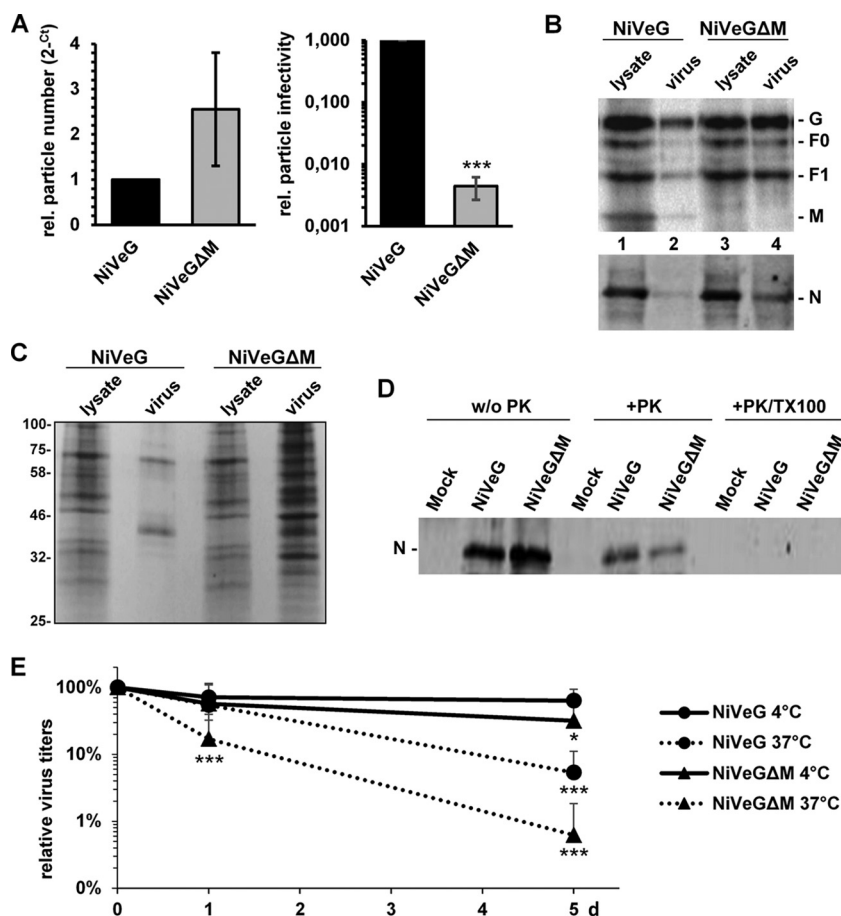 A
rel. particle number (2-Ct)
5
4
3
2
1
0
NiVeG
NiVeGΔM
rel. particle infectivity
1,000
0,100
0,010
0,001
***
NiVeG
NiVeGΔM
B
NiVeG NiVeGΔM
lysate virus lysate virus
- G
- F0
- F1
- M
1 2 3 4
- N
C
NiVeG NiVeGΔM
lysate virus lysate virus
100-
75-
58-
46-
32-
25-
D
w/o PK +PK +PK/TX100
Mock NiVeG NiVeGΔM Mock NiVeG NiVeGΔM Mock NiVeG NiVeGΔM
N -
E
relative virus titers
100%
10%
1%
0%
***
*
***
***
0 1 2 3 4 5 d
NiVeG 4°C
NiVeG 37°C
NiVeGΔM 4°C
NiVeGΔM 37°C